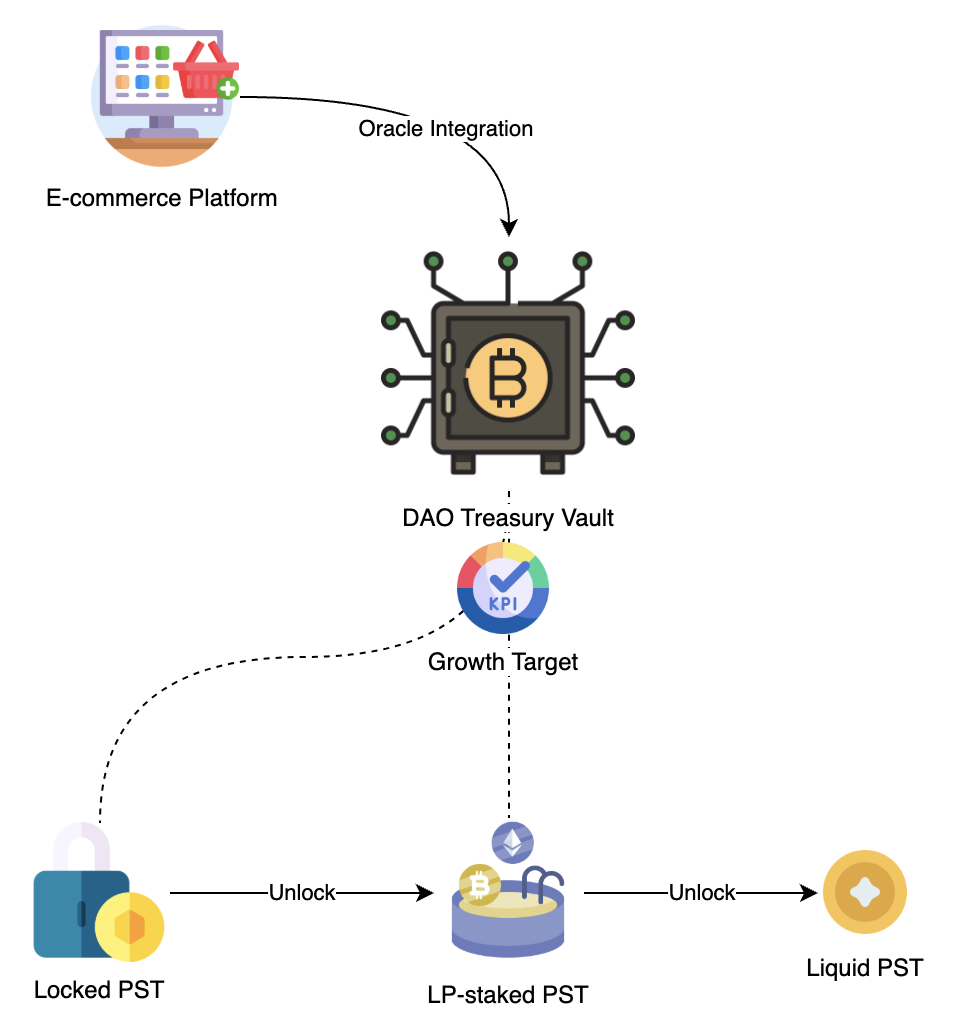 Oracle Integration
E-commerce Platform
DAO Treasury Vault
KPI
Growth Target
Unlock
Unlock
Locked PST
LP-staked PST
Liquid PST